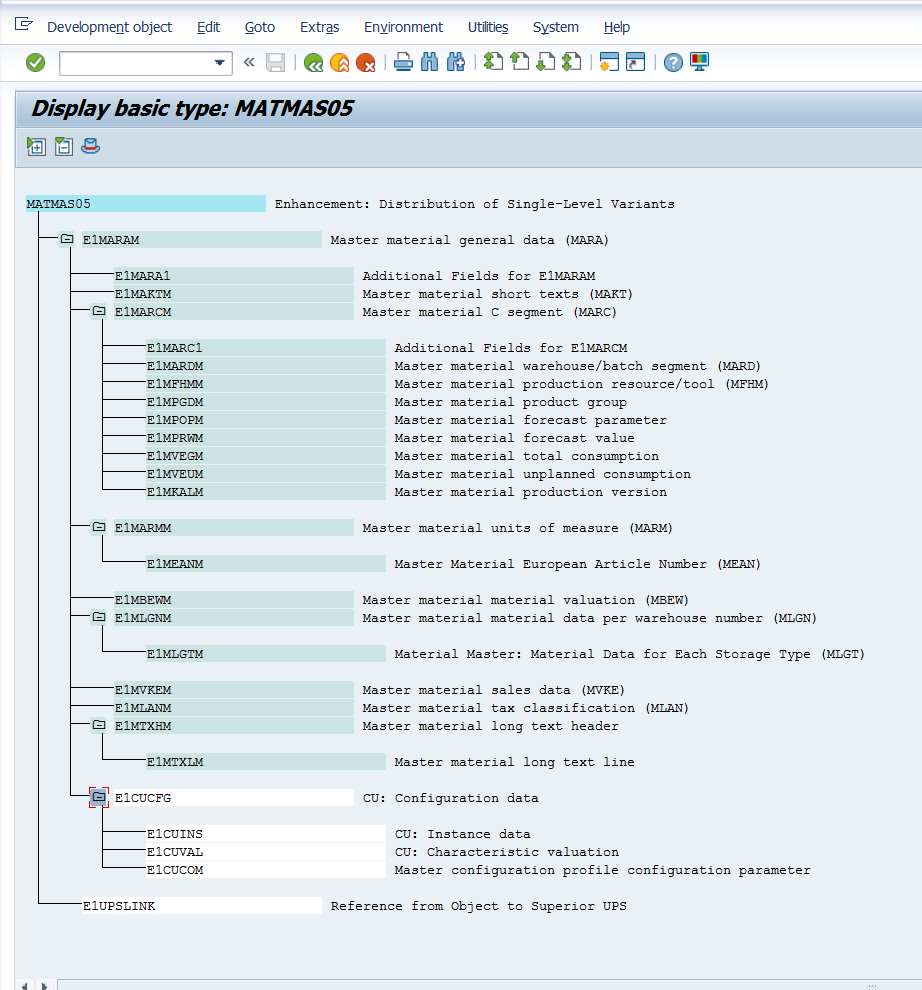 Development object Edit Goto Extras Environment Utilities System Help
Display basic type: MATMAS05
MATMAS05 Enhancement: Distribution of Single-Level Variants
E1MARAM Master material general data (MARA)
E1MARA1 Additional Fields for E1MARAM
E1MAKTM Master material short texts (MAKT)
E1MARCM Master material C segment (MARC)
E1MARC1 Additional Fields for E1MARCM
E1MARDM Master material warehouse/batch segment (MARD)
E1MFHMM Master material production resource/tool (MFHM)
E1MPGDM Master material product group
E1MPOPM Master material forecast parameter
E1MPRWM Master material forecast value
E1MVEGM Master material total consumption
E1MVEUM Master material unplanned consumption
E1MKALM Master material production version
E1MARMM Master material units of measure (MARM)
E1MEANM Master Material European Article Number (MEAN)
E1MBEWM Master material material valuation (MBEW)
E1MLGNM Master material material data per warehouse number (MLGN)
E1MLGTM Material Master: Material Data for Each Storage Type (MLGT)
E1MVKEM Master material sales data (MVKE)
E1MLANM Master material tax classification (MLAN)
E1MTXHM Master material long text header
E1MTXLM Master material long text line
E1CUCFG CU: Configuration data
E1CUINS CU: Instance data
E1CUVAL CU: Characteristic valuation
E1CUCOM Master configuration profile configuration parameter
E1UPSLINK Reference from Object to Superior UPS